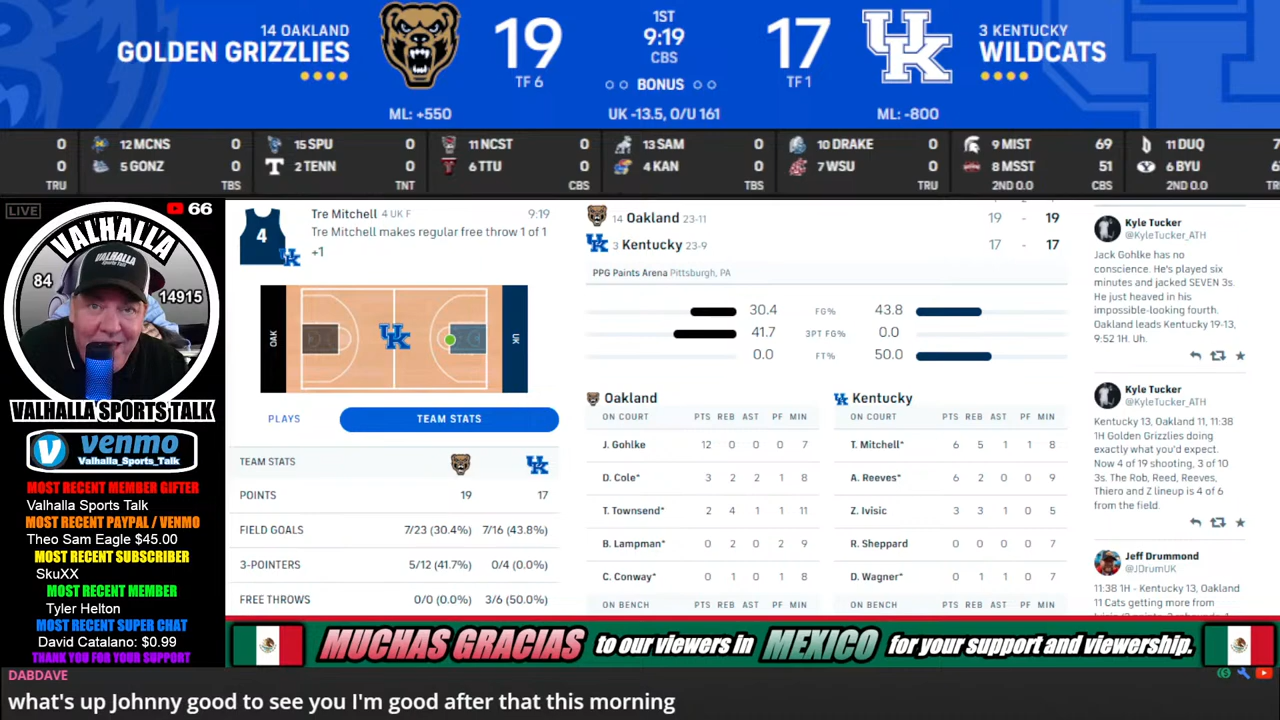 14 OAKLAND
GOLDEN GRIZZLIES
19
TF 6
ML: +550
1ST
9:19
CBS
BONUS
UK -13.5, O/U 161
17
TF 1
ML: -800
3 KENTUCKY
WILDCATS
0
0
TRU
12 MCNS 0
5 GONZ 0
TBS
15 SPU 0
2 TENN 0
TNT
11 NCST 0
6 TTU 0
CBS
13 SAM 0
4 KAN 0
TBS
10 DRAKE 0
7 WSU 0
TRU
9 MIST 69
8 MSST 51
2ND 0.0 CBS
11 DUQ
6 BYU
2ND 0.0
LIVE
66
VALHALLA
Sports Talk
84
14915
VALHALLA SPORTS TALK
venmo
Valhalla_Sports_Talk
MOST RECENT MEMBER GIFTER
Valhalla Sports Talk
MOST RECENT PAYPAL / VENMO
Theo Sam Eagle $45.00
MOST RECENT SUBSCRIBER
SkuXX
MOST RECENT MEMBER
Tyler Helton
MOST RECENT SUPER CHAT
David Catalano: $0.99
THANK YOU FOR YOUR SUPPORT
4
Tre Mitchell 4 UK F 9:19
Tre Mitchell makes regular free throw 1 of 1
+1
OAK
UK
UK
PLAYS
TEAM STATS
TEAM STATS
POINTS 19 17
FIELD GOALS 7/23 (30.4%) 7/16 (43.8%)
3-POINTERS 5/12 (41.7%) 0/4 (0.0%)
FREE THROWS 0/0 (0.0%) 3/6 (50.0%)
14 Oakland 23-11 19 - 19
3 Kentucky 23-9 17 - 17
PPG Paints Arena Pittsburgh, PA
30.4 FG% 43.8
41.7 3PT FG% 0.0
0.0 FT% 50.0
Oakland
ON COURT PTS REB AST PF MIN
J. Gohlke 12 0 0 0 7
D. Cole* 3 2 2 1 8
T. Townsend* 2 4 1 1 11
B. Lampman* 0 2 0 2 9
C. Conway* 0 1 0 1 8
ON BENCH PTS REB AST PF MIN
Kentucky
ON COURT PTS REB AST PF MIN
T. Mitchell* 6 5 1 1 8
A. Reeves* 6 2 0 0 9
Z. Ivisic 3 3 1 0 5
R. Sheppard 0 0 0 0 7
D. Wagner* 0 1 1 0 7
ON BENCH PTS REB AST PF MIN
Kyle Tucker
@KyleTucker_ATH
Jack Gohlke has no
conscience. He's played six
minutes and jacked SEVEN 3s.
He just heaved in his
impossible-looking fourth.
Oakland leads Kentucky 19-13,
9:52 1H. Uh.
Kyle Tucker
@KyleTucker_ATH
Kentucky 13, Oakland 11, 11:38
1H Golden Grizzlies doing
exactly what you'd expect.
Now 4 of 19 shooting, 3 of 10
3s. The Rob, Reed, Reeves,
Thiero and Z lineup is 4 of 6
from the field.
Jeff Drummond
@JDrumUK
11:38 1H - Kentucky 13, Oakland
11 Cats getting more from
MUCHAS GRACIAS to our viewers in MEXICO for your support and viewership.
DABDAVE
what's up Johnny good to see you I'm good after that this morning